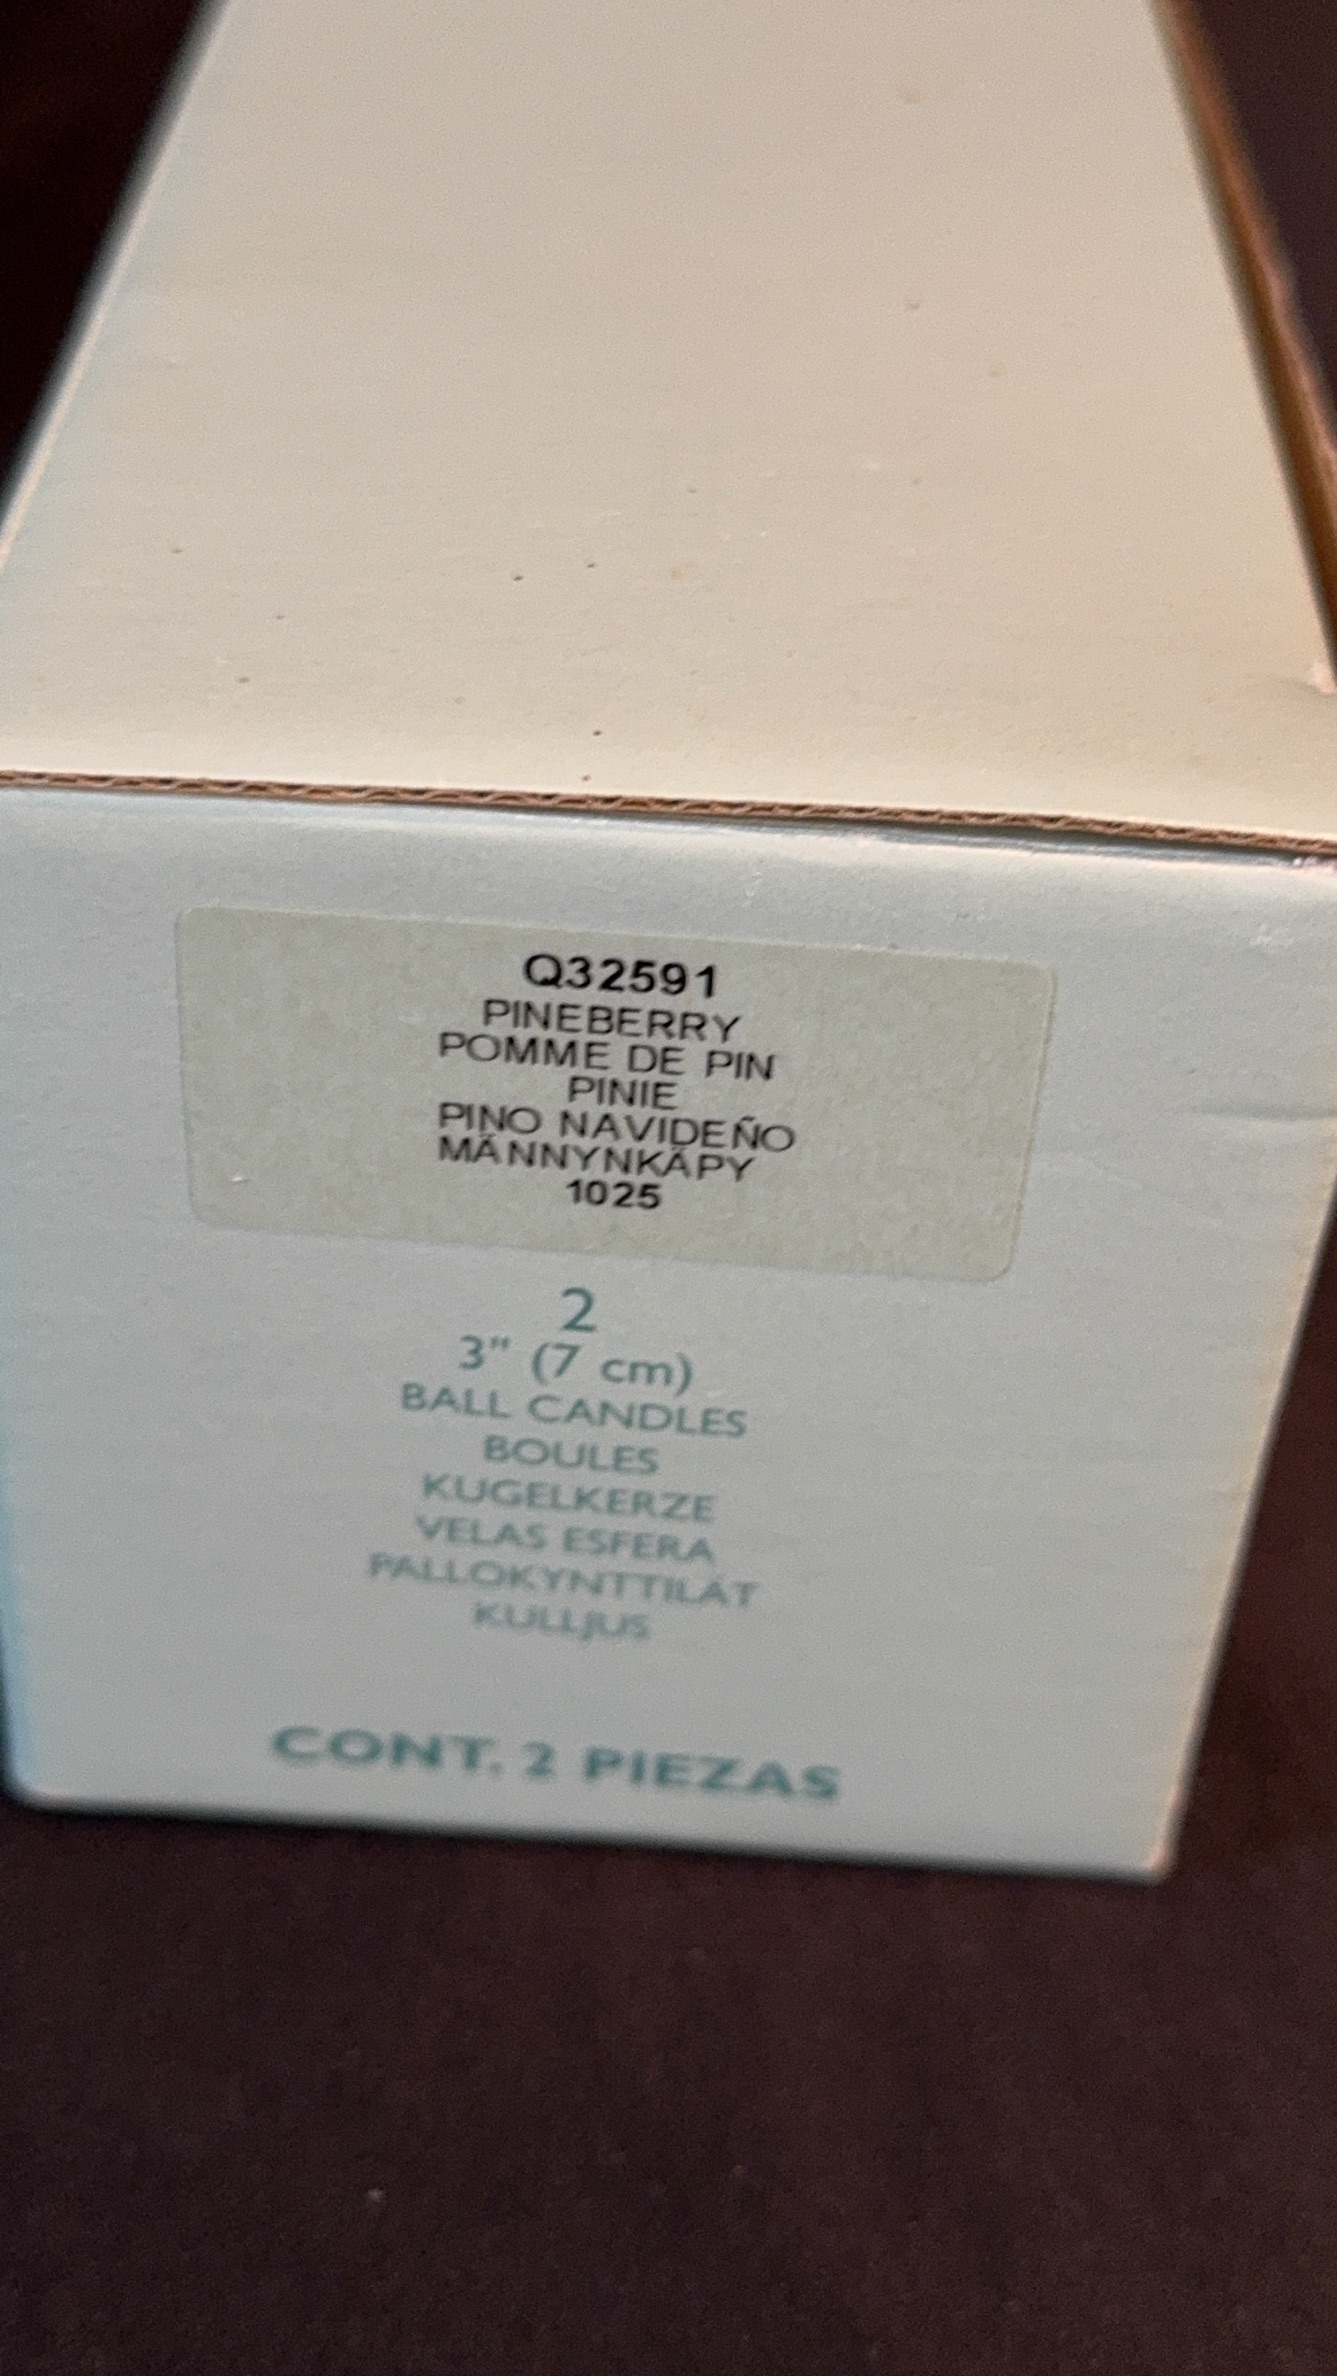 Q32591
PINEBERRY
POMME DE PIN
PINIE
PINO NAVIDEÑO
MÄNNYNKÄPY
1025
2
3" (7 cm)
BALL CANDLES
BOULES
KUGELKERZE
VELAS ESFERA
PALLOKYNTTILÄT
KULLJUS
CONT. 2 PIEZAS